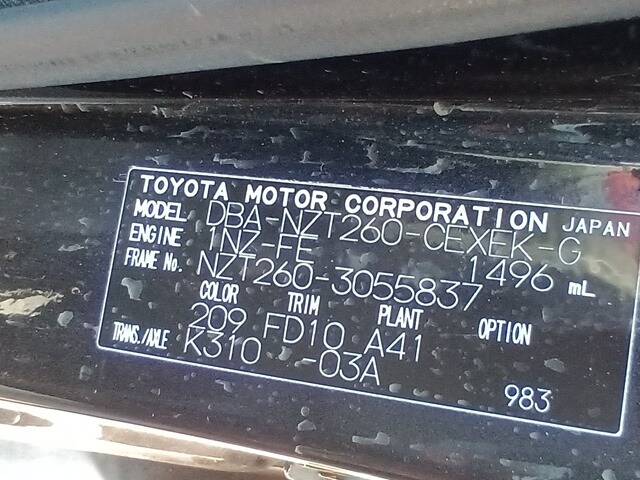 TOYOTA MOTOR CORPORATION JAPAN
MODEL DBA-NZT260-CEXEK-G
ENGINE 1NZ-FE 1496 mL
FRAME No. NZT260-3055837
COLOR TRIM PLANT OPTION
209 FD10 A41
TRANS./AXLE K310 -03A
983